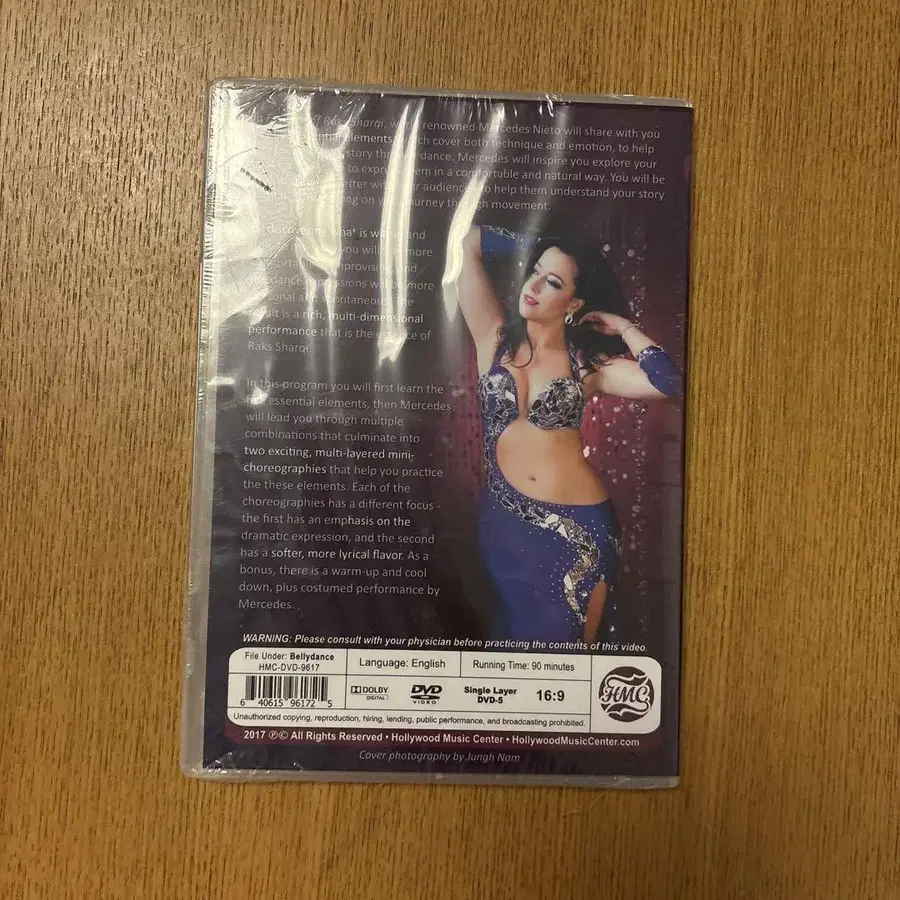 Raks Sharqi, world renowned Mercedes Nieto will share with you
elements which cover both technique and emotion, to help
story through dance. Mercedes will inspire you explore your
to express them in a comfortable and natural way. You will be
better with your audience, to help them understand your story
along on your journey through movement.
By discovering what is within and
you will be more
improvising and
dance expressions will be more
personal and spontaneous. The
result is a rich, multi-dimensional
performance that is the essence of
Raks Sharqi.
In this program you will first learn the
essential elements, then Mercedes
will lead you through multiple
combinations that culminate into
two exciting, multi-layered mini-
choreographies that help you practice
the these elements. Each of the
choreographies has a different focus -
the first has an emphasis on the
dramatic expression, and the second
has a softer, more lyrical flavor. As a
bonus, there is a warm-up and cool
down, plus costumed performance by
Mercedes.
WARNING: Please consult with your physician before practicing the contents of this video.
File Under: Bellydance
HMC-DVD-9617
Language: English
Running Time: 90 minutes
6 40615 96172 5
DOLBY
DIGITAL
DVD
VIDEO
Single Layer
DVD-5
16:9
HMC
Unauthorized copying, reproduction, hiring, lending, public performance, and broadcasting prohibited.
2017 ℗© All Rights Reserved • Hollywood Music Center • HollywoodMusicCenter.com
Cover photography by Jungh Nam